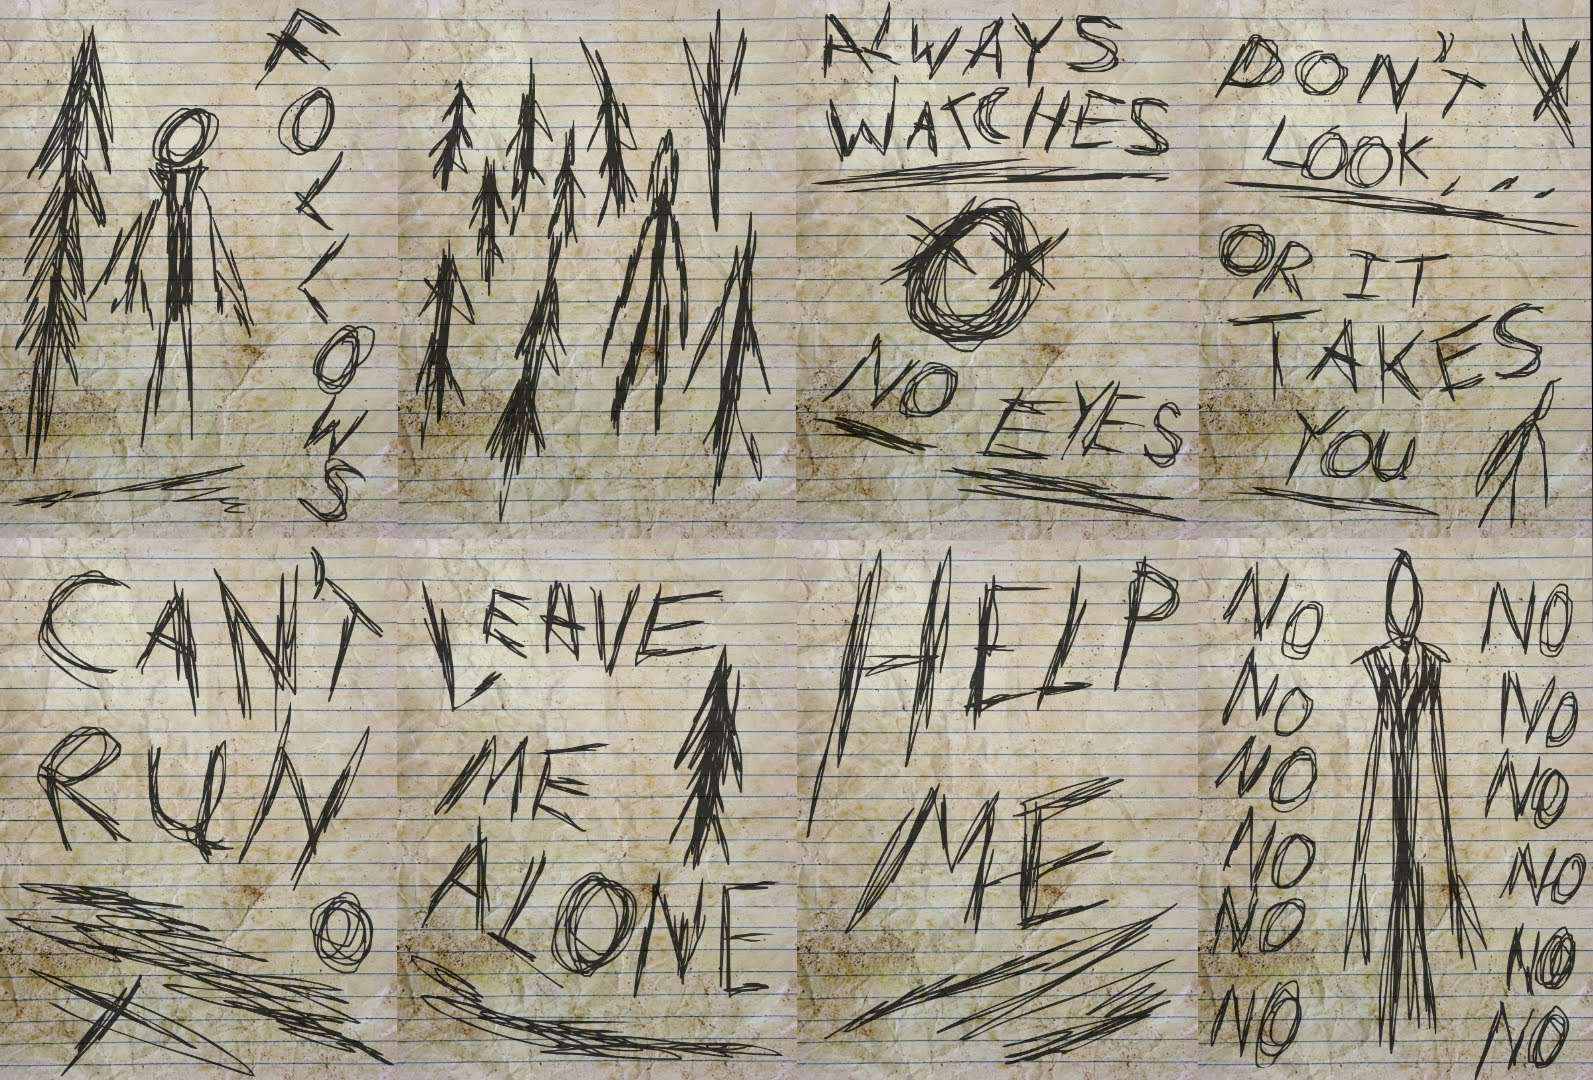 FOLLOWS
ALWAYS
WATCHES
NO EYES
DON'T
LOOK...
OR IT
TAKES
YOU
CAN'T
RUN
LEAVE
ME
ALONE
HELP
ME
NO NO
NO NO
NO NO
NO NO
NO NO
NO NO